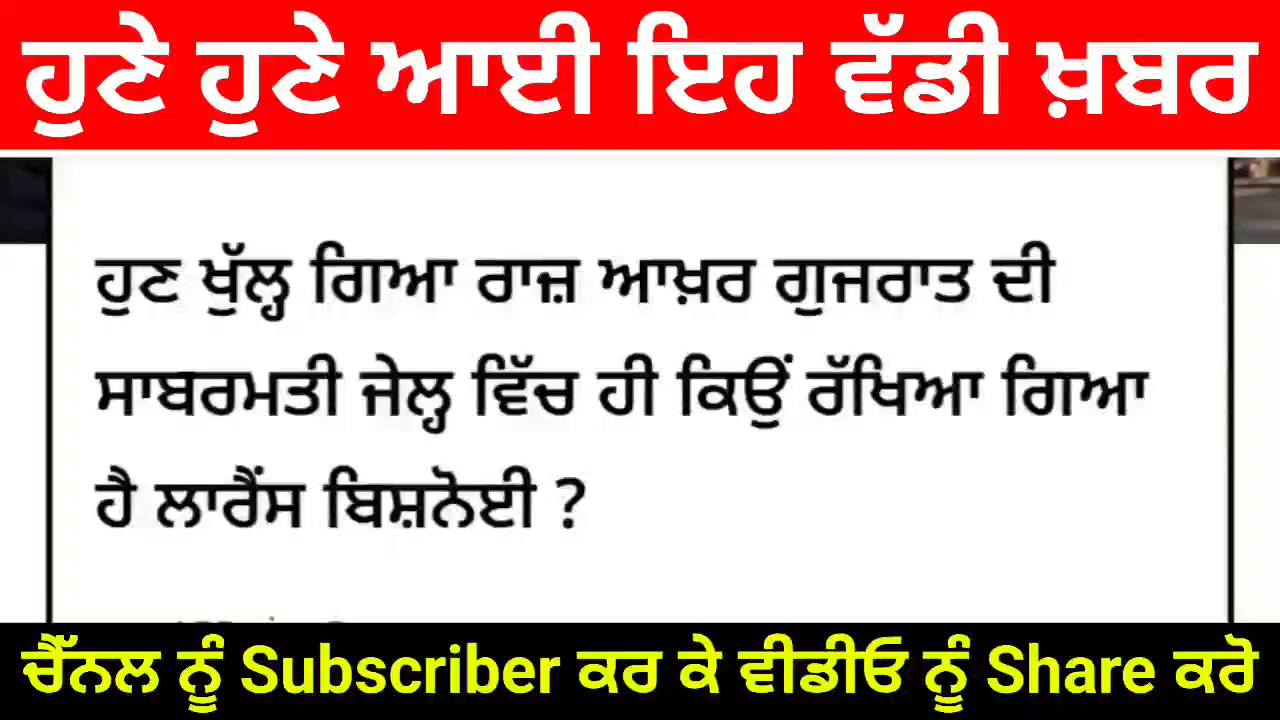 ਹੁਣੇ ਹੁਣੇ ਆਈ ਇਹ ਵੱਡੀ ਖ਼ਬਰ
ਹੁਣ ਖੁੱਲ੍ਹ ਗਿਆ ਰਾਜ਼ ਆਖ਼ਰ ਗੁਜਰਾਤ ਦੀ
ਸਾਬਰਮਤੀ ਜੇਲ੍ਹ ਵਿੱਚ ਹੀ ਕਿਉਂ ਰੱਖਿਆ ਗਿਆ
ਹੈ ਲਾਰੈਂਸ ਬਿਸ਼ਨੋਈ ?
ਚੈੱਨਲ ਨੂੰ Subscriber ਕਰ ਕੇ ਵੀਡੀਓ ਨੂੰ Share ਕਰੋ